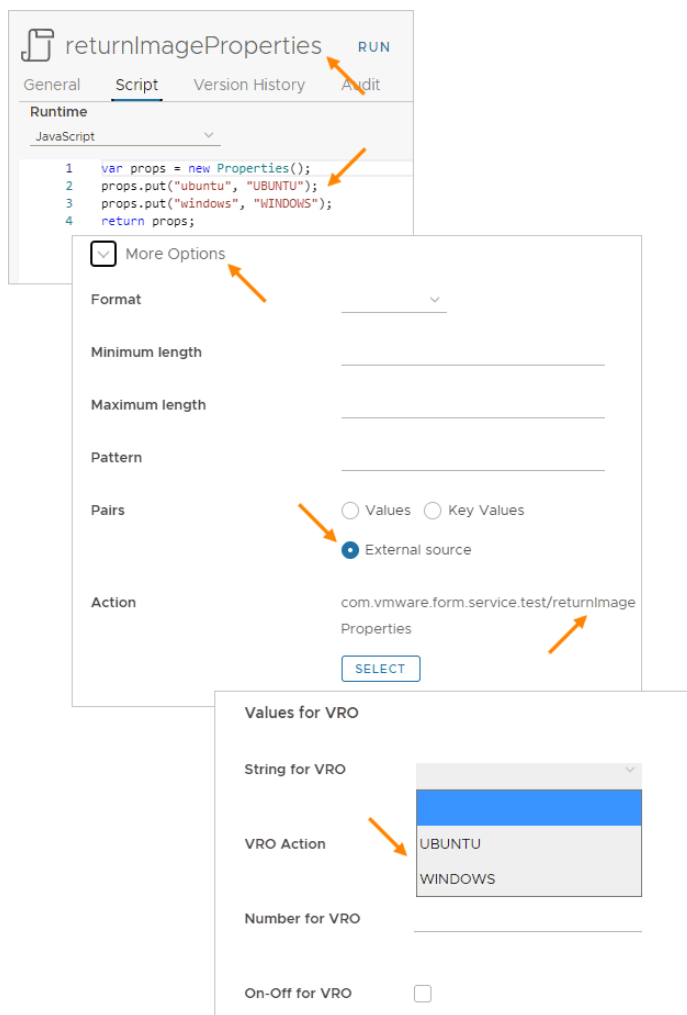 returnImageProperties RUN
General Script Version History Audit
Runtime
JavaScript
1 var props = new Properties();
2 props.put("ubuntu", "UBUNTU");
3 props.put("windows", "WINDOWS");
4 return props;
More Options
Format
Minimum length
Maximum length
Pattern
Pairs Values Key Values
External source
Action com.vmware.form.service.test/returnImage
Properties
SELECT
Values for VRO
String for VRO
VRO Action UBUNTU
WINDOWS
Number for VRO
On-Off for VRO